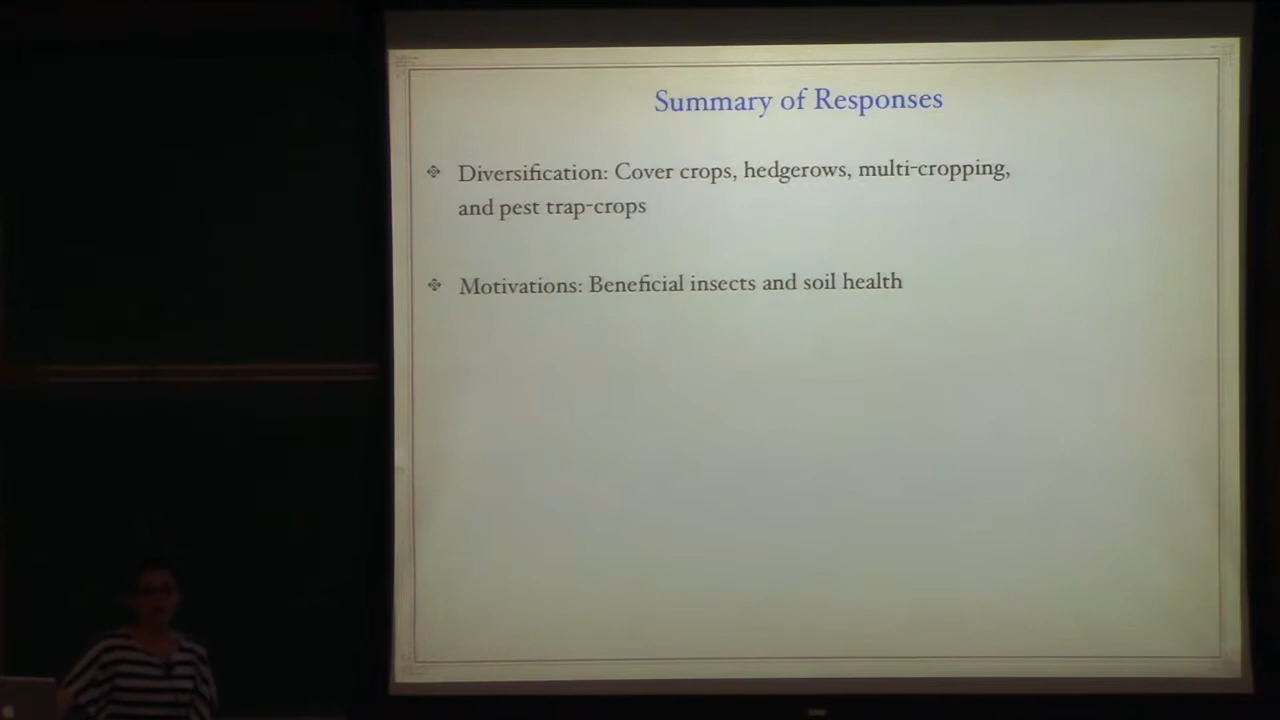 Summary of Responses
Diversification: Cover crops, hedgerows, multi-cropping,
and pest trap-crops
Motivations: Beneficial insects and soil health